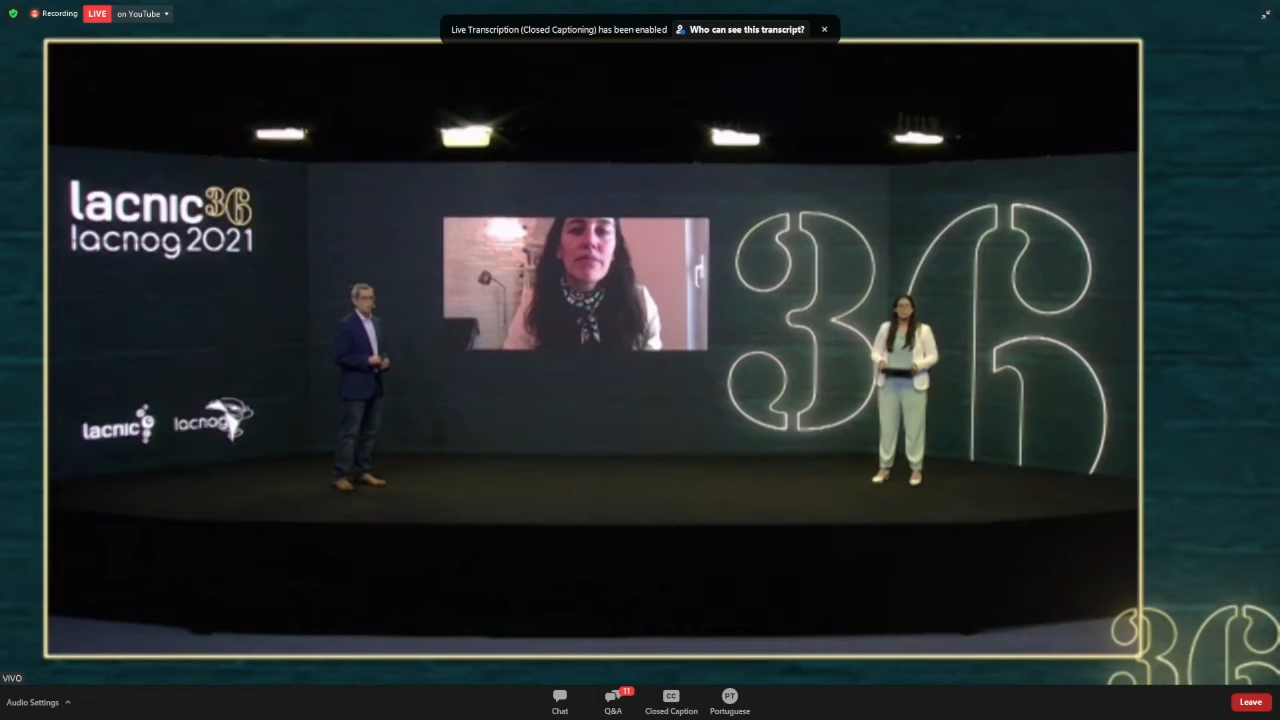 Recording
LIVE
on YouTube
Live Transcription (Closed Captioning) has been enabled
Who can see this transcript?
lacnic36
lacnog 2021
36
lacnic
lacnog
36
VIVO
Audio Settings
Chat
11
Q&A
CC
Closed Caption
PT
Portuguese
Leave